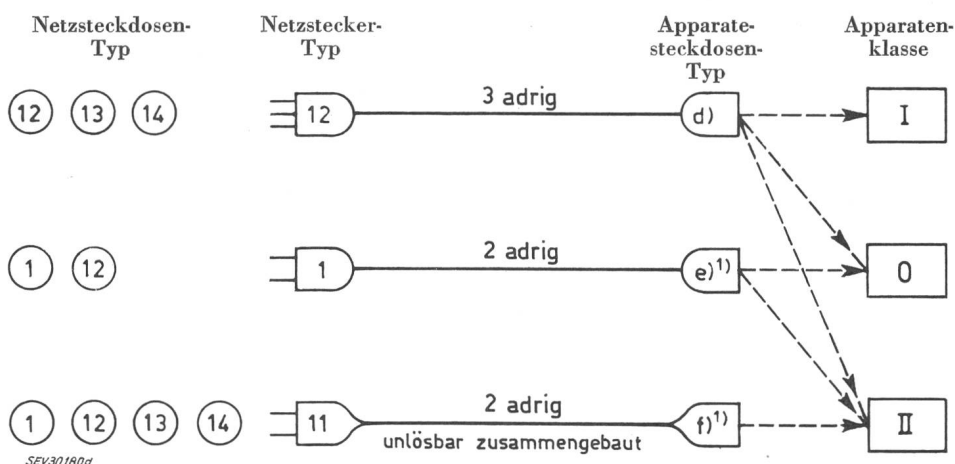 Netzsteckdosen-
Typ
Netzstecker-
Typ
Apparate-
steckdosen-
Typ
Apparaten-
klasse
12 13 14 12 3 adrig d) I
1 12 1 2 adrig e)¹) 0
1 12 13 14 11 2 adrig f)¹) II
unlösbar zusammengebaut
SEV30180d